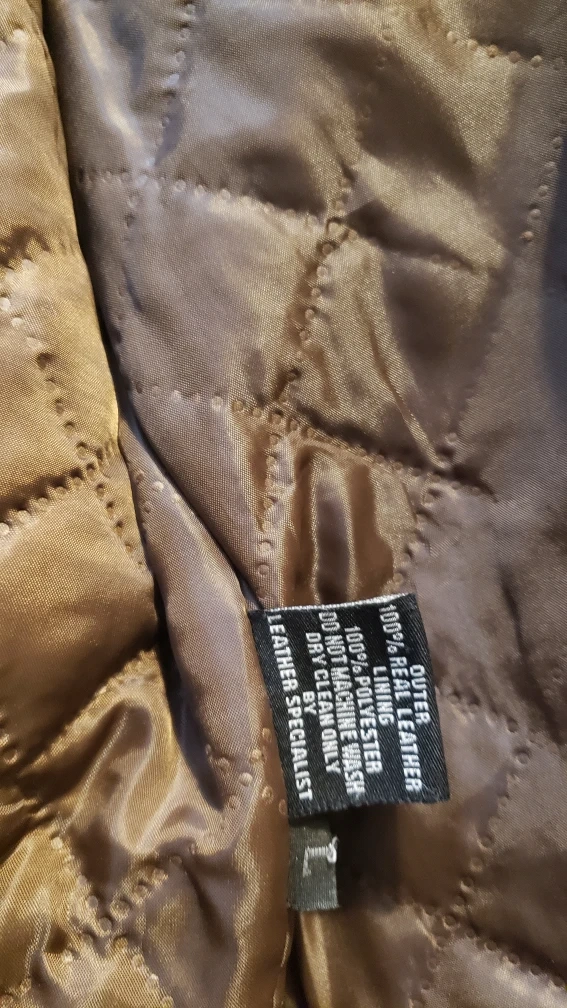 OUTER
100% REAL LEATHER
LINING
100% POLYESTER
DO NOT MACHINE WASH
DRY CLEAN ONLY
BY
LEATHER SPECIALIST
L